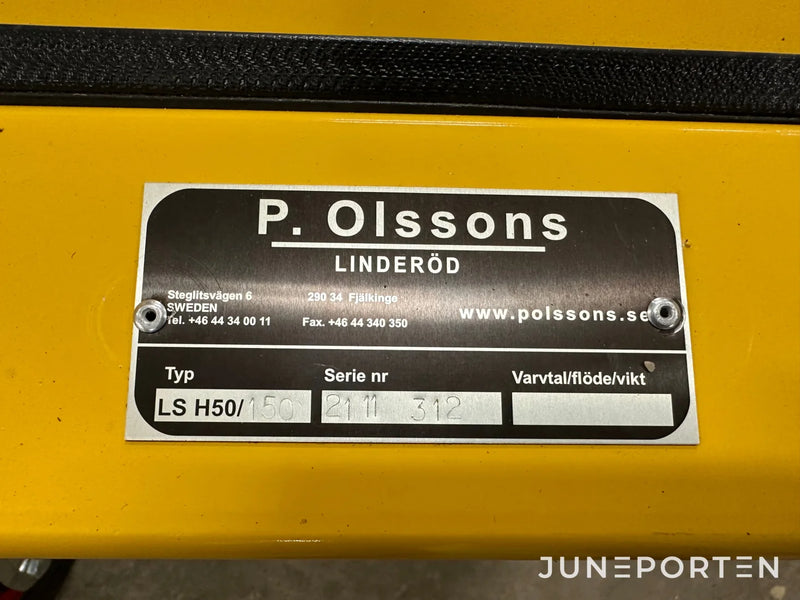 P. Olssons
LINDERÖD
Steglitsvägen 6 290 34 Fjälkinge
SWEDEN
Tel. +46 44 34 00 11 Fax. +46 44 340 350 www.polssons.se
Typ Serie nr Varvtal/flöde/vikt
LS H50/150 21 11 312
JUNEPORTEN